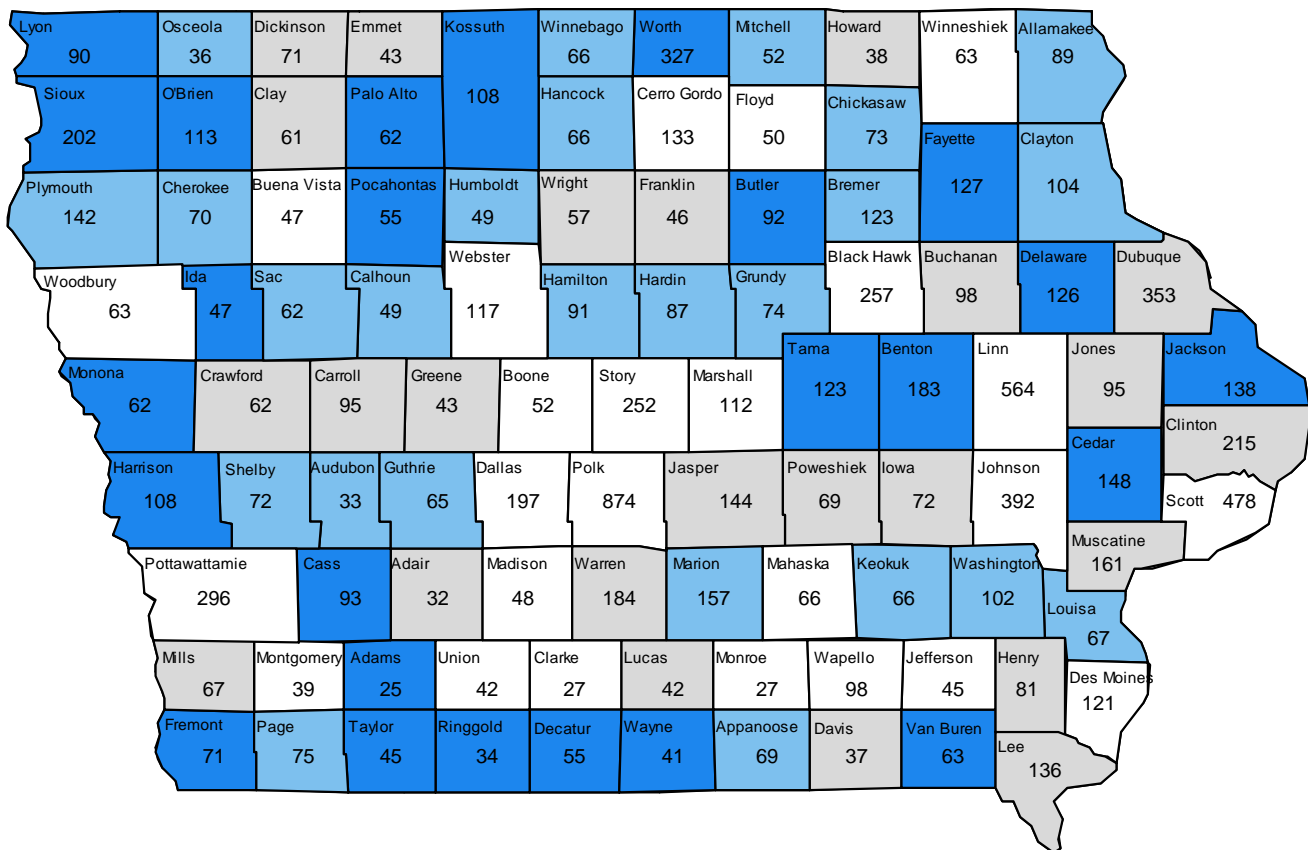 Lyon
90
Osceola
36
Dickinson
71
Emmet
43
Kossuth
108
Winnebago
66
Worth
327
Mitchell
52
Howard
38
Winneshiek
63
Allamakee
89
Sioux
202
O'Brien
113
Clay
61
Palo Alto
62
Hancock
66
Cerro Gordo
133
Floyd
50
Chickasaw
73
Fayette
127
Clayton
104
Plymouth
142
Cherokee
70
Buena Vista
47
Pocahontas
55
Humboldt
49
Wright
57
Franklin
46
Butler
92
Bremer
123
Woodbury
63
Ida
47
Sac
62
Calhoun
49
Webster
117
Hamilton
91
Hardin
87
Grundy
74
Black Hawk
257
Buchanan
98
Delaware
126
Dubuque
353
Monona
62
Crawford
62
Carroll
95
Greene
43
Boone
52
Story
252
Marshall
112
Tama
123
Benton
183
Linn
564
Jones
95
Jackson
138
Clinton
215
Harrison
108
Shelby
72
Audubon
33
Guthrie
65
Dallas
197
Polk
874
Jasper
144
Poweshiek
69
Iowa
72
Johnson
392
Cedar
148
Scott 478
Muscatine
161
Pottawattamie
296
Cass
93
Adair
32
Madison
48
Warren
184
Marion
157
Mahaska
66
Keokuk
66
Washington
102
Louisa
67
Mills
67
Montgomery
39
Adams
25
Union
42
Clarke
27
Lucas
42
Monroe
27
Wapello
98
Jefferson
45
Henry
81
Des Moines
121
Fremont
71
Page
75
Taylor
45
Ringgold
34
Decatur
55
Wayne
41
Appanoose
69
Davis
37
Van Buren
63
Lee
136